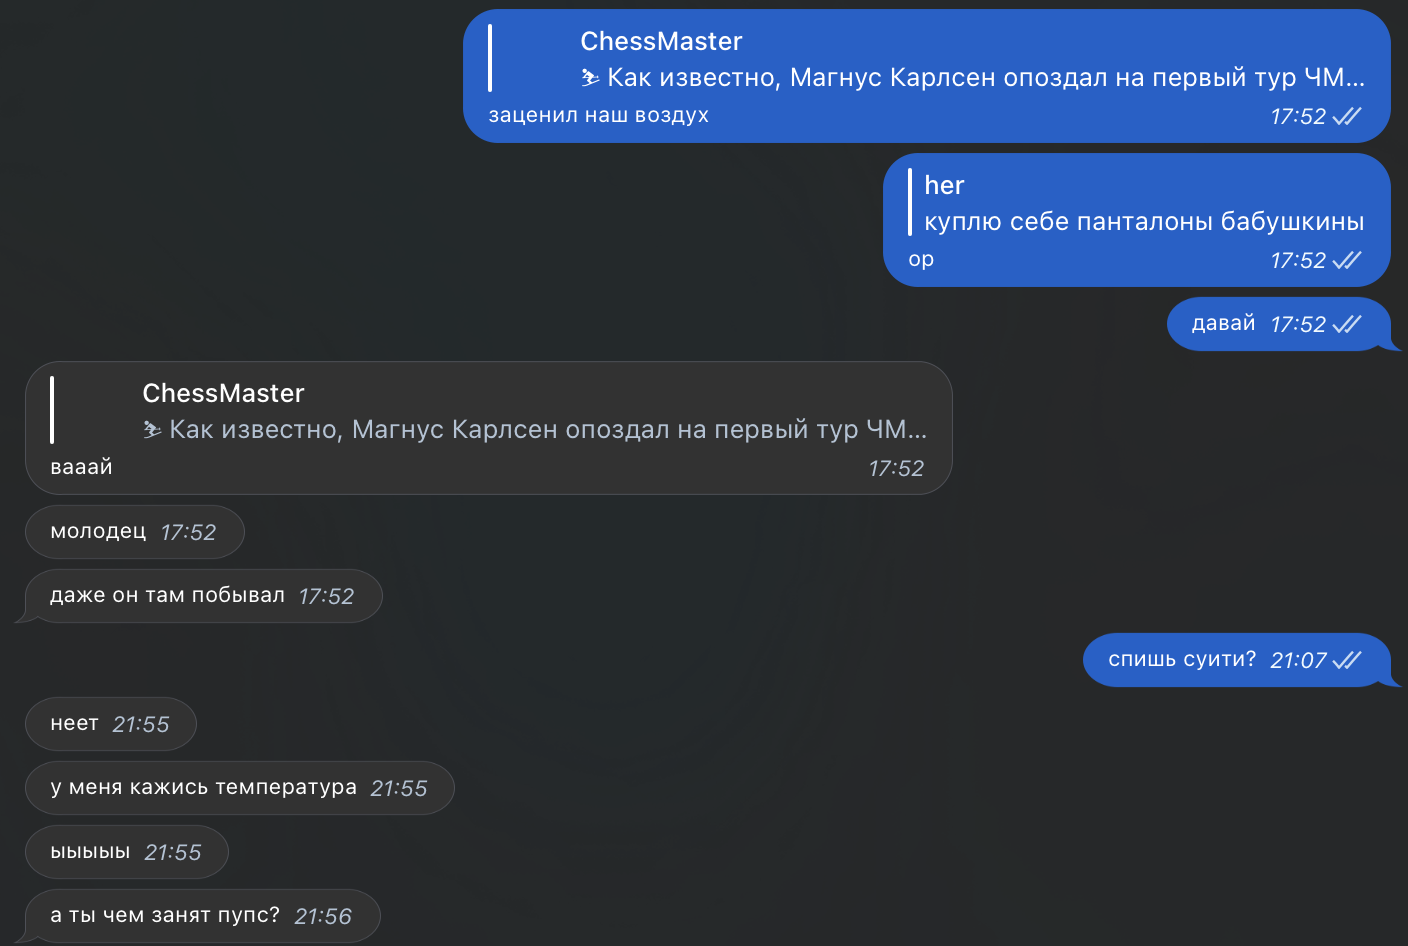 ChessMaster
⛷ Как известно, Магнус Карлсен опоздал на первый тур ЧМ...
заценил наш воздух 17:52
her
куплю себе панталоны бабушкины
ор 17:52
давай 17:52
ChessMaster
⛷ Как известно, Магнус Карлсен опоздал на первый тур ЧМ...
вааай 17:52
молодец 17:52
даже он там побывал 17:52
спишь суити? 21:07
неет 21:55
у меня кажись температура 21:55
ыыыыы 21:55
а ты чем занят пупс? 21:56